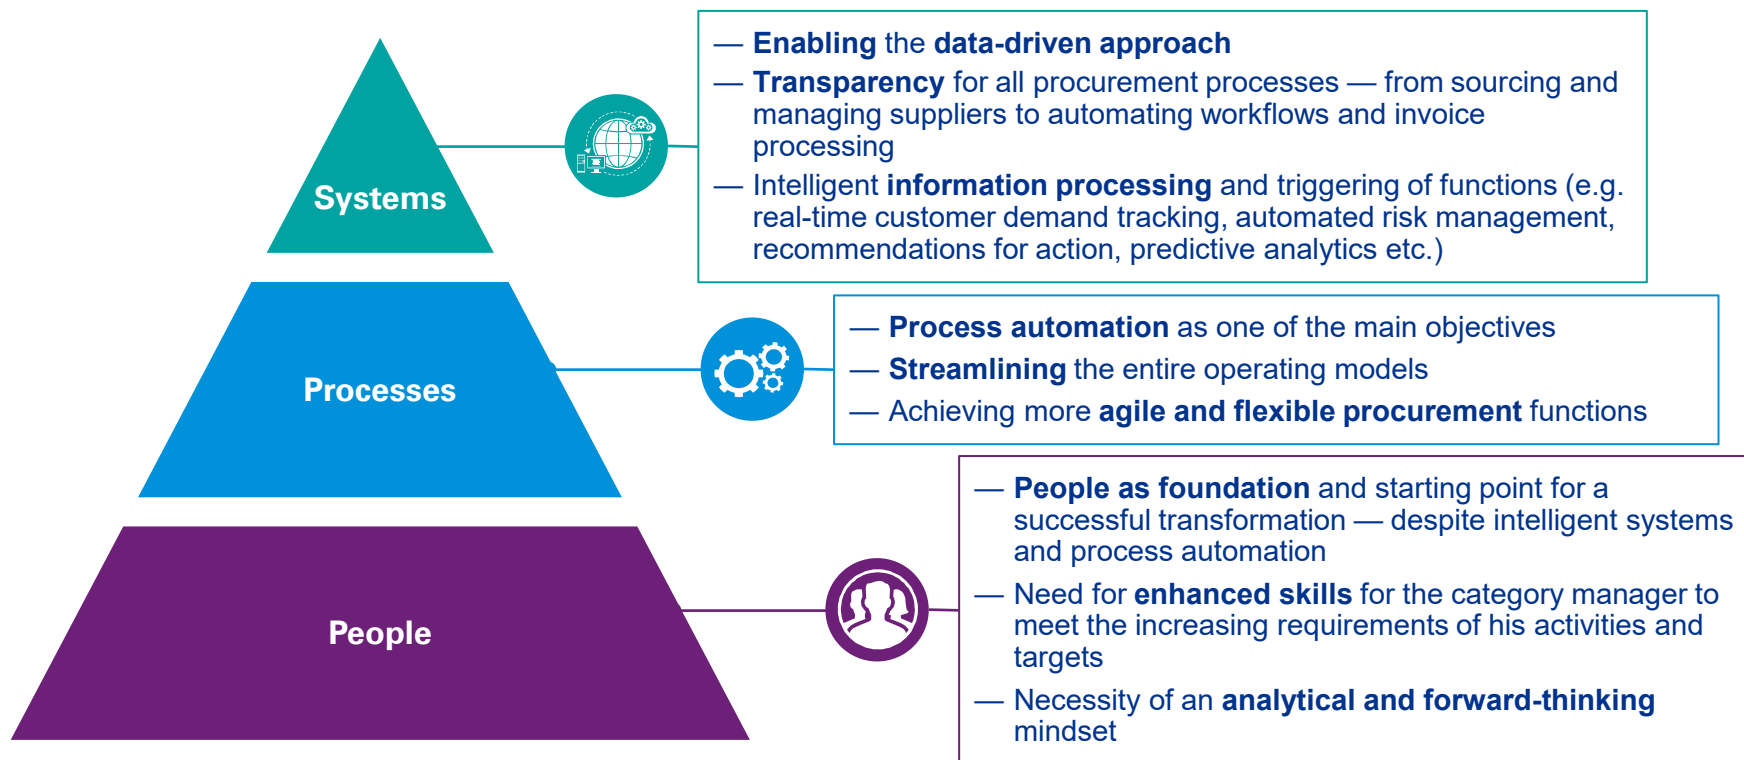 Systems
— Enabling the data-driven approach
— Transparency for all procurement processes — from sourcing and
managing suppliers to automating workflows and invoice
processing
— Intelligent information processing and triggering of functions (e.g.
real-time customer demand tracking, automated risk management,
recommendations for action, predictive analytics etc.)
Processes
— Process automation as one of the main objectives
— Streamlining the entire operating models
— Achieving more agile and flexible procurement functions
People
— People as foundation and starting point for a
successful transformation — despite intelligent systems
and process automation
— Need for enhanced skills for the category manager to
meet the increasing requirements of his activities and
targets
— Necessity of an analytical and forward-thinking
mindset